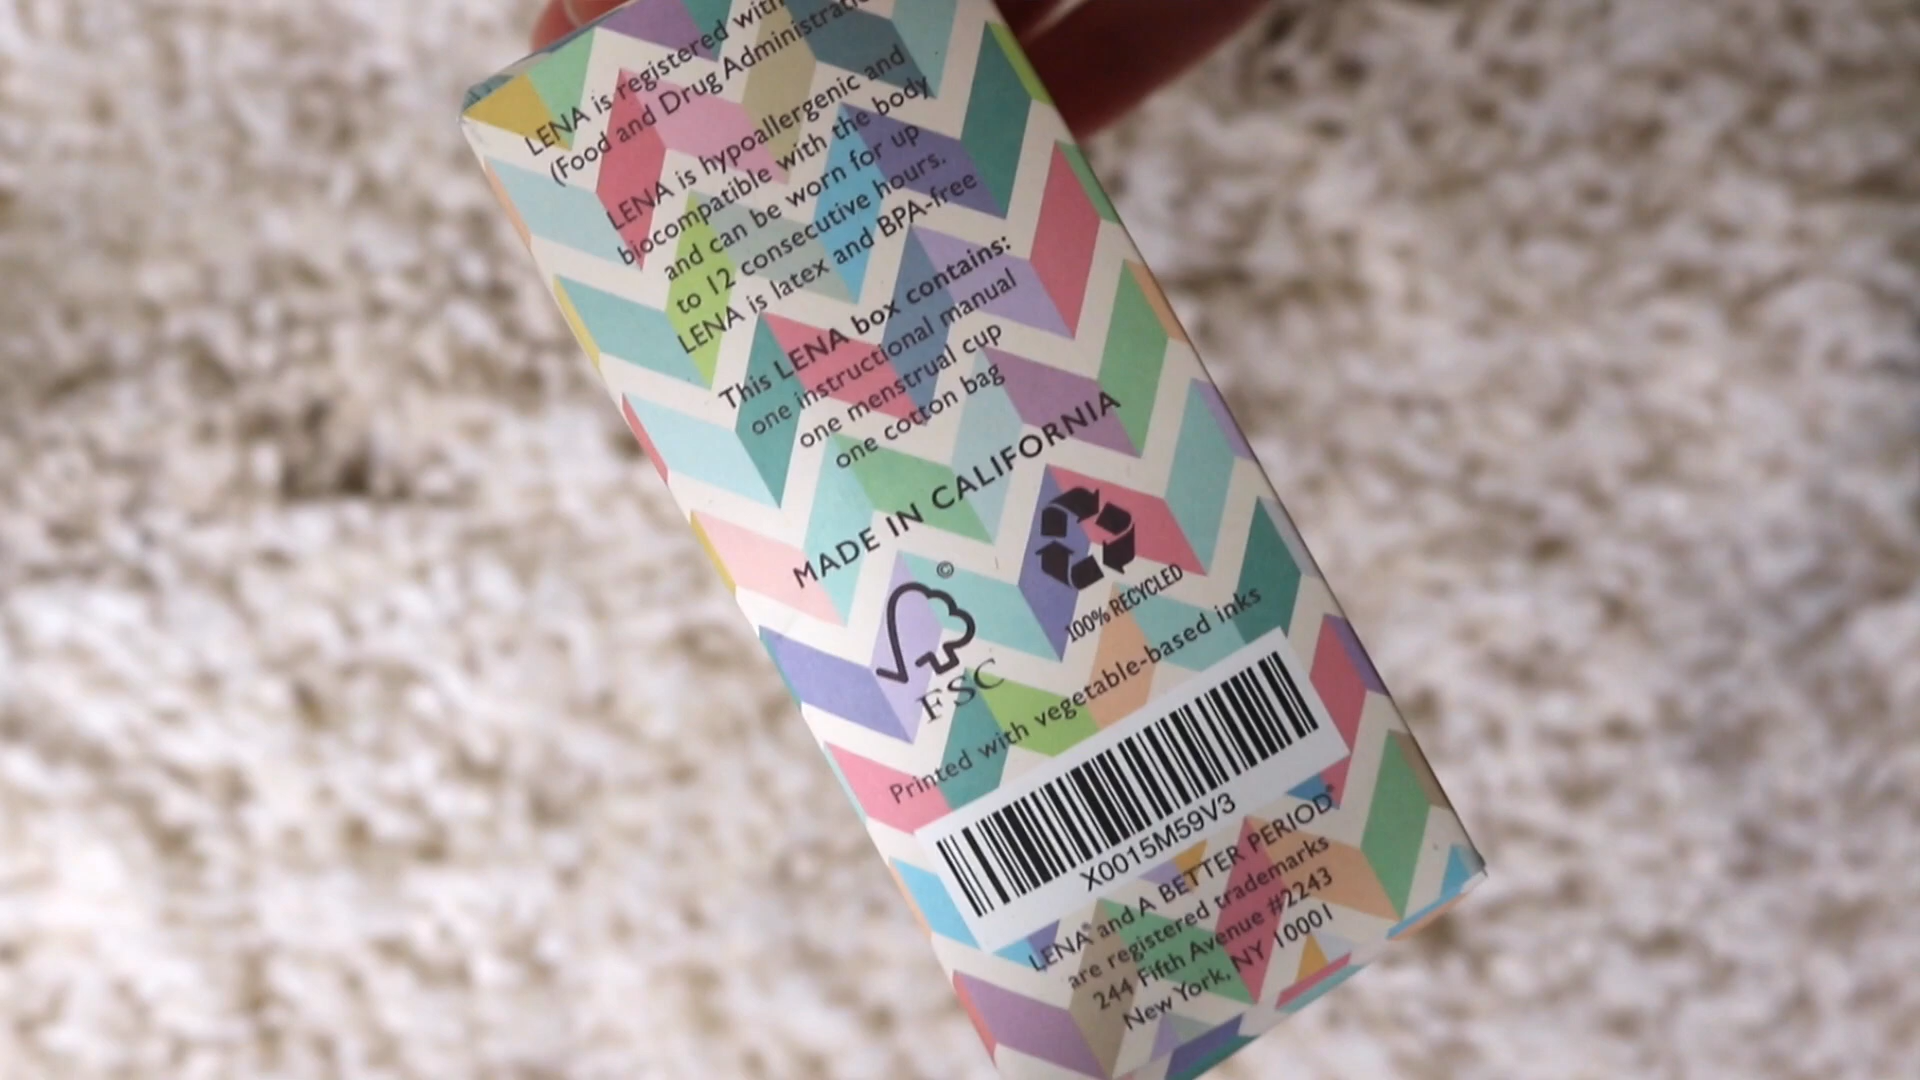 LENA is registered with
(Food and Drug Administratio
LENA is hypoallergenic and
biocompatible with the body
and can be worn for up
to 12 consecutive hours.
LENA is latex and BPA-free
This LENA box contains:
one instructional manual
one menstrual cup
one cotton bag
MADE IN CALIFORNIA
©
FSC
100% RECYCLED
Printed with vegetable-based inks
X0015M59V3
LENA® and A BETTER PERIOD®
are registered trademarks
244 Fifth Avenue #2243
New York, NY 10001